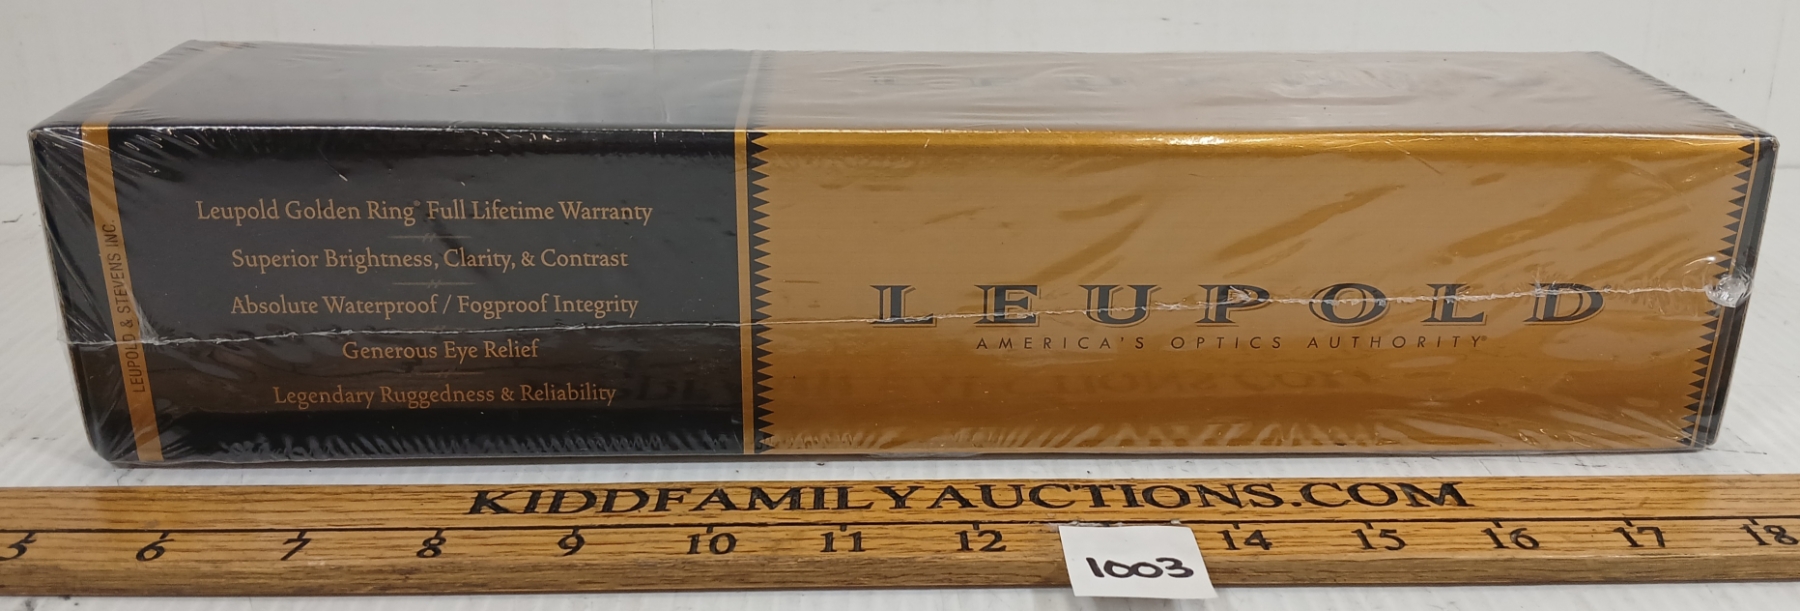 LEUPOLD & STEVENS INC.
Leupold Golden Ring® Full Lifetime Warranty
Superior Brightness, Clarity, & Contrast
Absolute Waterproof / Fogproof Integrity
Generous Eye Relief
Legendary Ruggedness & Reliability
LEUPOLD
AMERICA'S OPTICS AUTHORITY®
KIDDFAMILYAUCTIONS.COM
5 6 7 8 9 10 11 12 14 15 16 17 18
1003